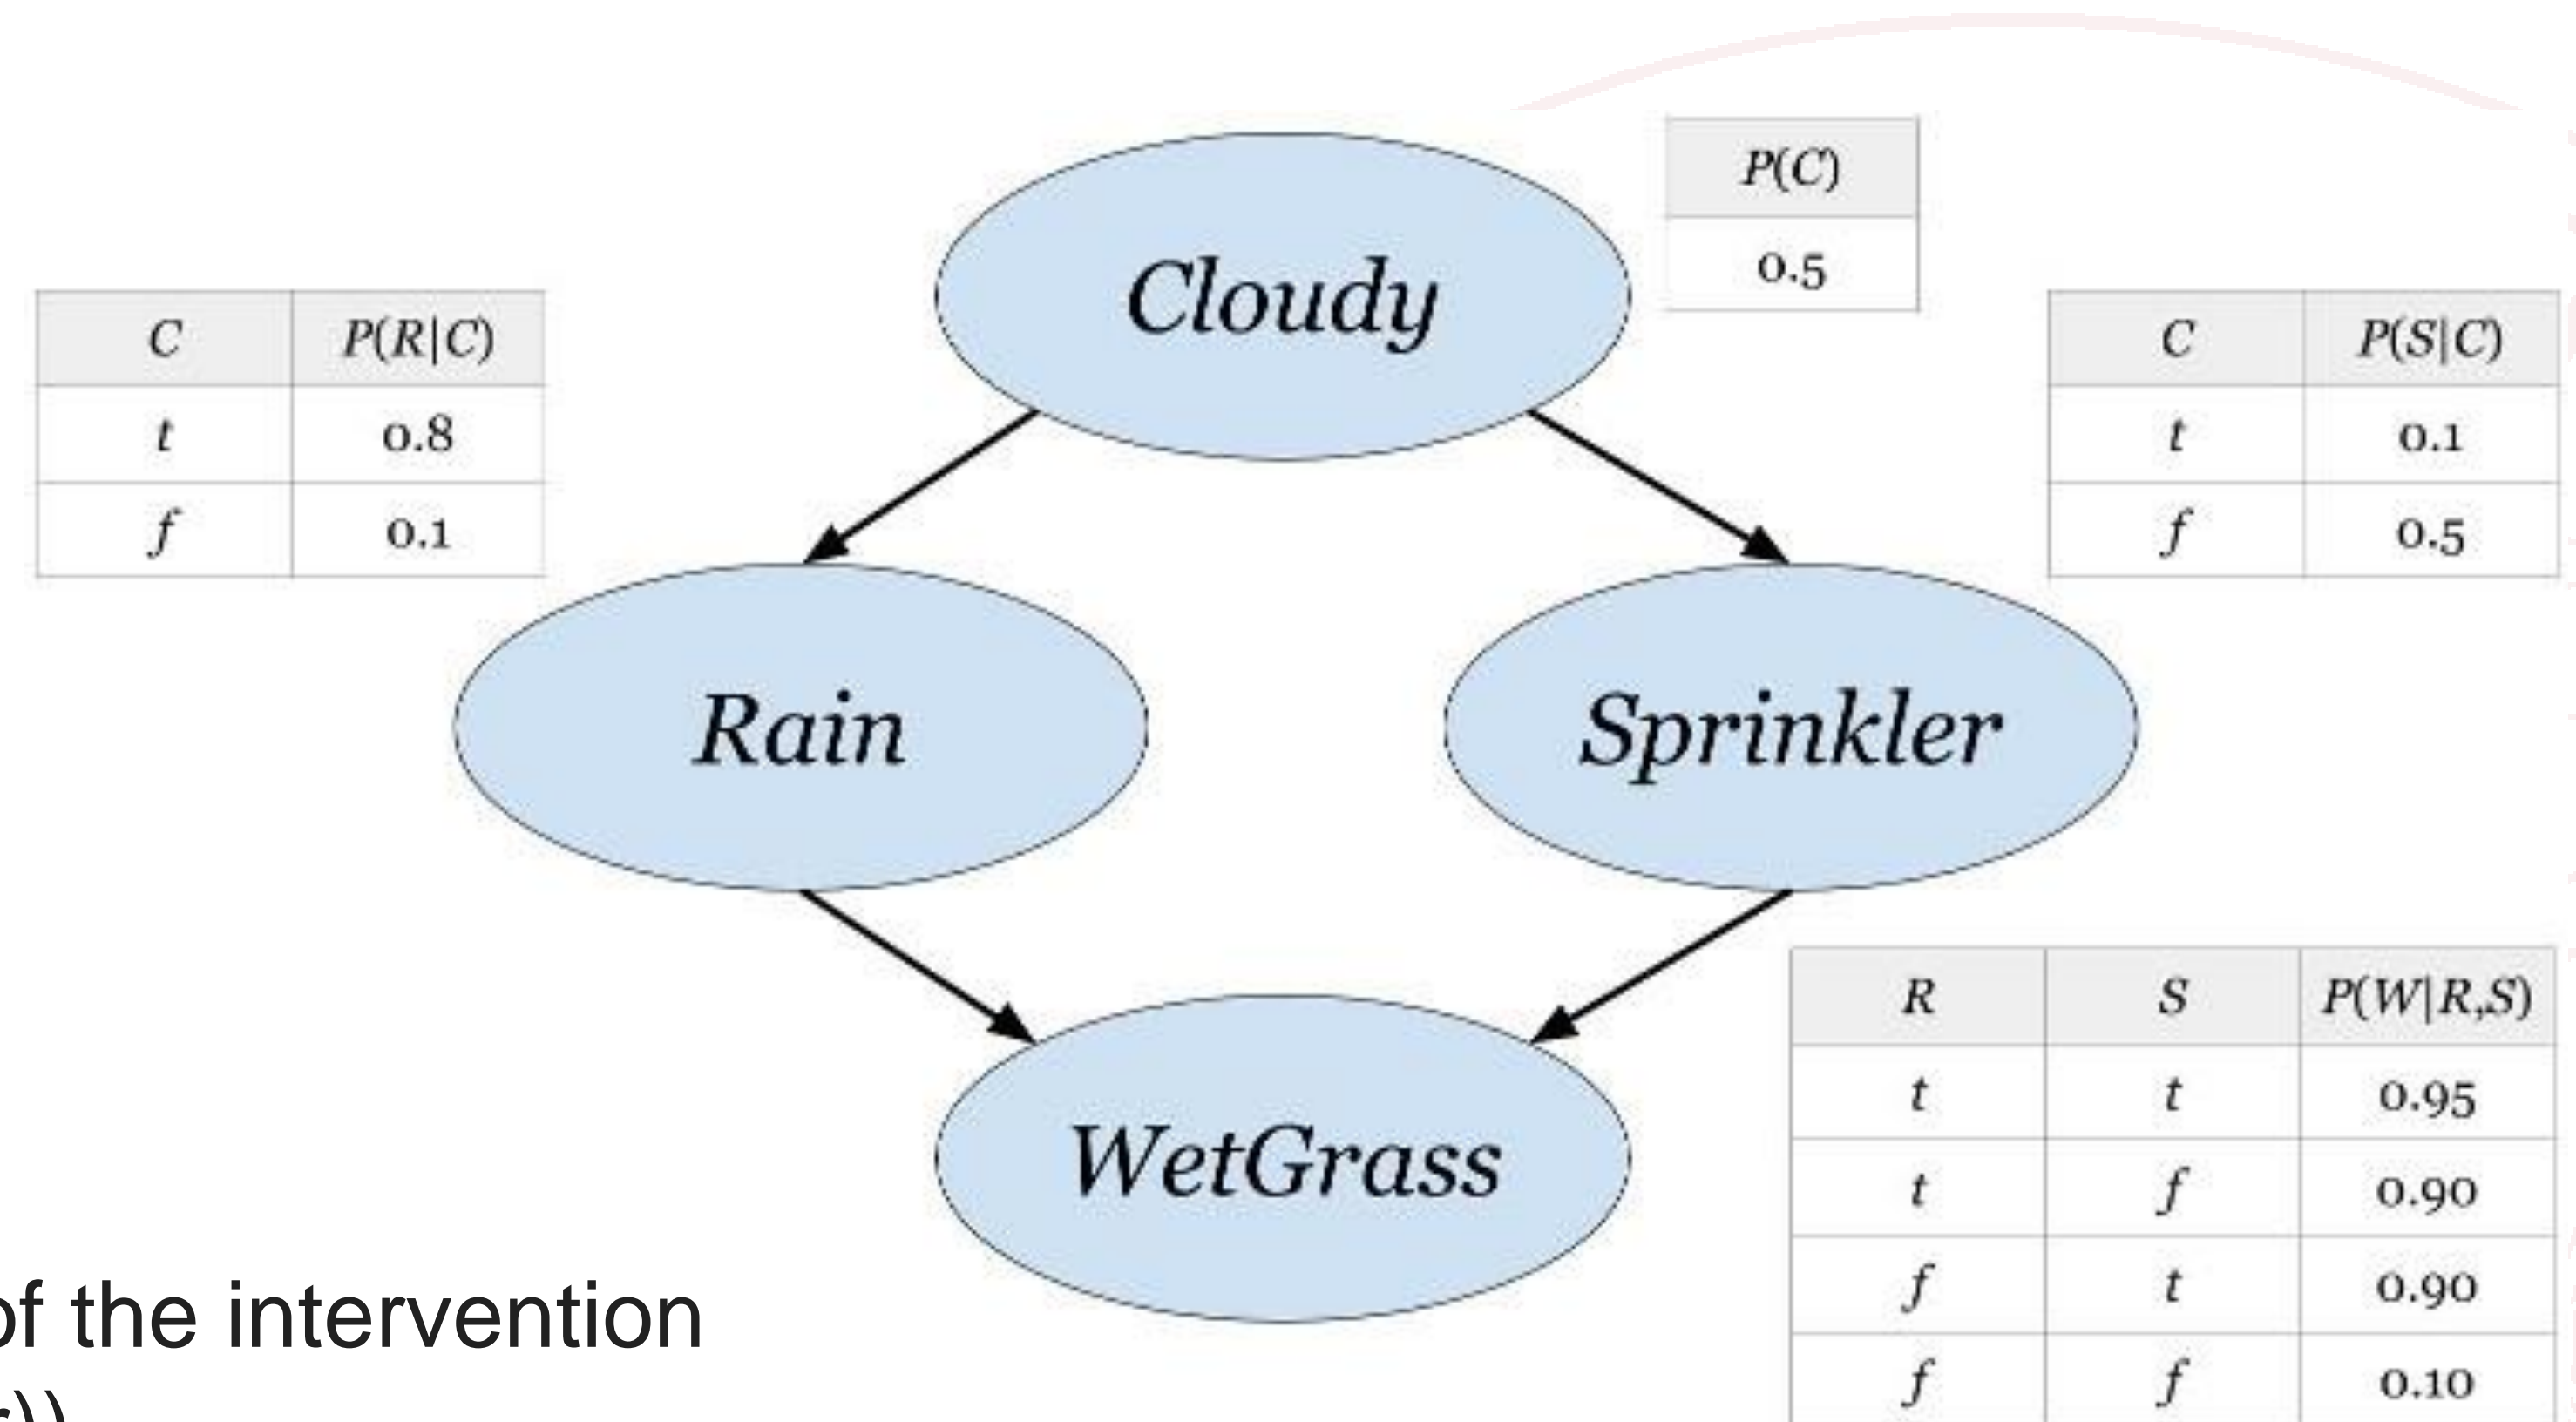 P(C)
0.5
Cloudy
C P(R|C)
t 0.8
f 0.1
C P(S|C)
t 0.1
f 0.5
Rain
Sprinkler
WetGrass
R S P(W|R,S)
t t 0.95
t f 0.90
f t 0.90
f f 0.10
of the intervention
))